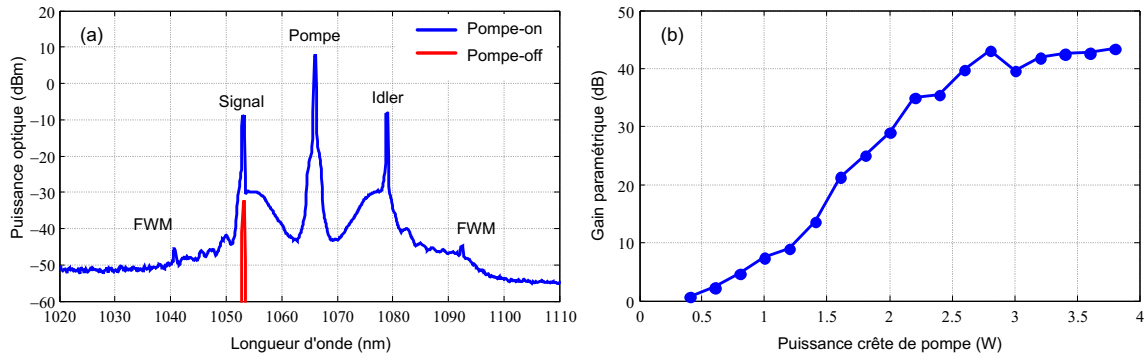 (a)
Pompe
Pompe-on
Pompe-off
Signal
Idler
FWM
FWM
20
10
0
−10
−20
−30
−40
−50
−60
Puissance optique (dBm)
1020
1030
1040
1050
1060
1070
1080
1090
1100
1110
Longueur d'onde (nm)
(b)
50
40
30
20
10
0
Gain paramétrique (dB)
0.5
1
1.5
2
2.5
3
3.5
4
Puissance crête de pompe (W)